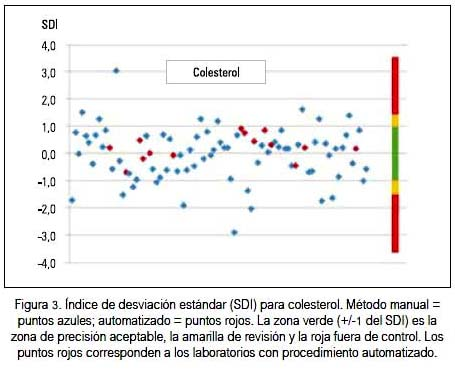 SDI
4,0
3,0
2,0
1,0
0,0
-1,0
-2,0
-3,0
-4,0
Colesterol
Figura 3. Índice de desviación estándar (SDI) para colesterol. Método manual =
puntos azules; automatizado = puntos rojos. La zona verde (+/-1 del SDI) es la
zona de precisión aceptable, la amarilla de revisión y la roja fuera de control. Los
puntos rojos corresponden a los laboratorios con procedimiento automatizado.